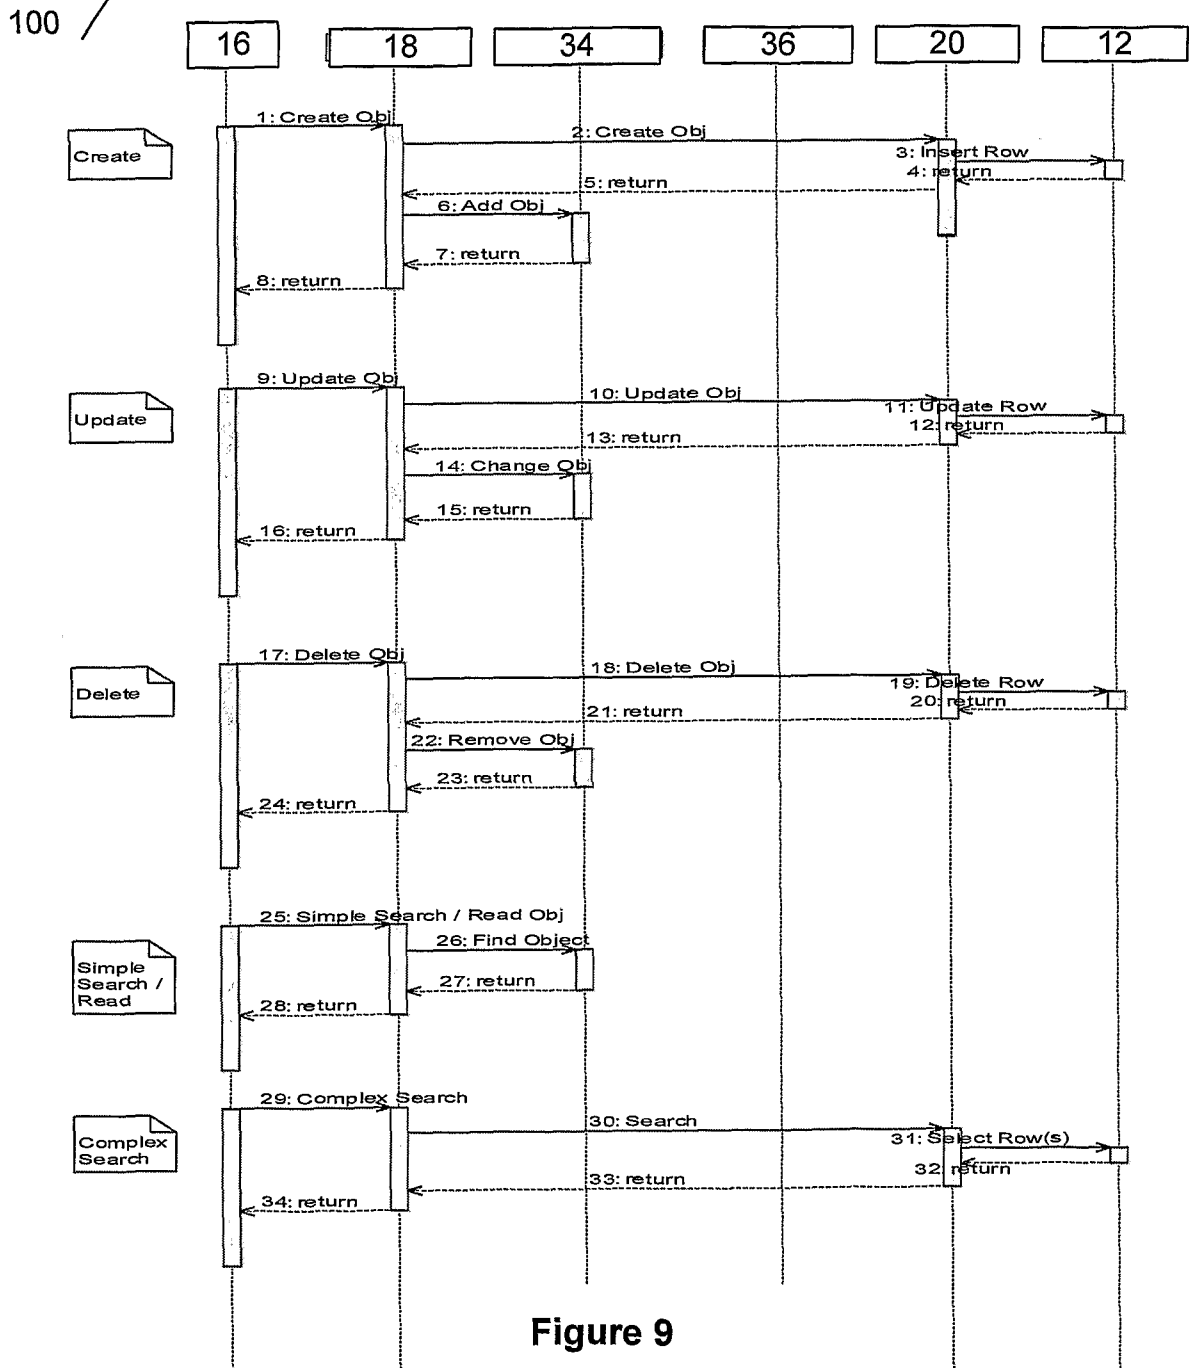 100
16 18 34 36 20 12
Create
1: Create Obj
2: Create Obj
3: Insert Row
4: return
5: return
6: Add Obj
7: return
8: return
Update
9: Update Obj
10: Update Obj
11: Update Row
12: return
13: return
14: Change Obj
15: return
16: return
Delete
17: Delete Obj
18: Delete Obj
19: Delete Row
20: return
21: return
22: Remove Obj
23: return
24: return
Simple
Search /
Read
25: Simple Search / Read Obj
26: Find Object
27: return
28: return
Complex
Search
29: Complex Search
30: Search
31: Select Row(s)
32: return
33: return
34: return
Figure 9